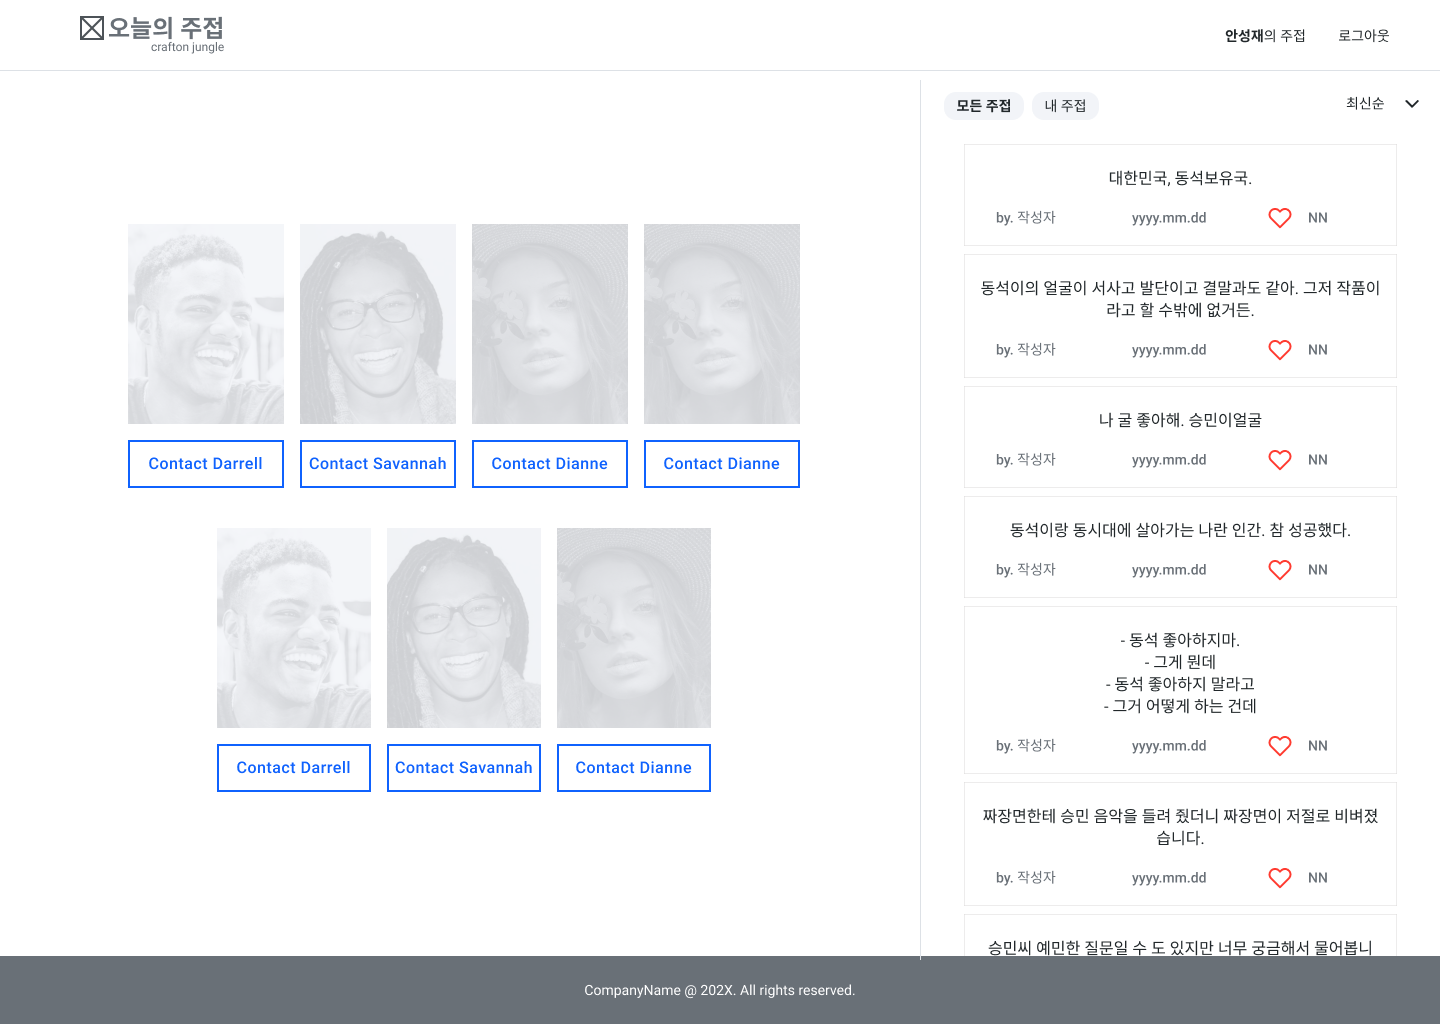 오늘의 주접
crafton jungle
안성재의 주접
로그아웃
Contact Darrell
Contact Savannah
Contact Dianne
Contact Dianne
Contact Darrell
Contact Savannah
Contact Dianne
모든 주접
내 주접
최신순
대한민국, 동석보유국.
by. 작성자
yyyy.mm.dd
NN
동석이의 얼굴이 서사고 발단이고 결말과도 같아. 그저 작품이
라고 할 수밖에 없거든.
by. 작성자
yyyy.mm.dd
NN
나 굴 좋아해. 승민이얼굴
by. 작성자
yyyy.mm.dd
NN
동석이랑 동시대에 살아가는 나란 인간. 참 성공했다.
by. 작성자
yyyy.mm.dd
NN
- 동석 좋아하지마.
- 그게 뭔데
- 동석 좋아하지 말라고
- 그거 어떻게 하는 건데
by. 작성자
yyyy.mm.dd
NN
짜장면한테 승민 음악을 들려 줬더니 짜장면이 저절로 비벼졌
습니다.
by. 작성자
yyyy.mm.dd
NN
승민씨 예민한 질문일 수 도 있지만 너무 궁금해서 물어봅니
CompanyName @ 202X. All rights reserved.